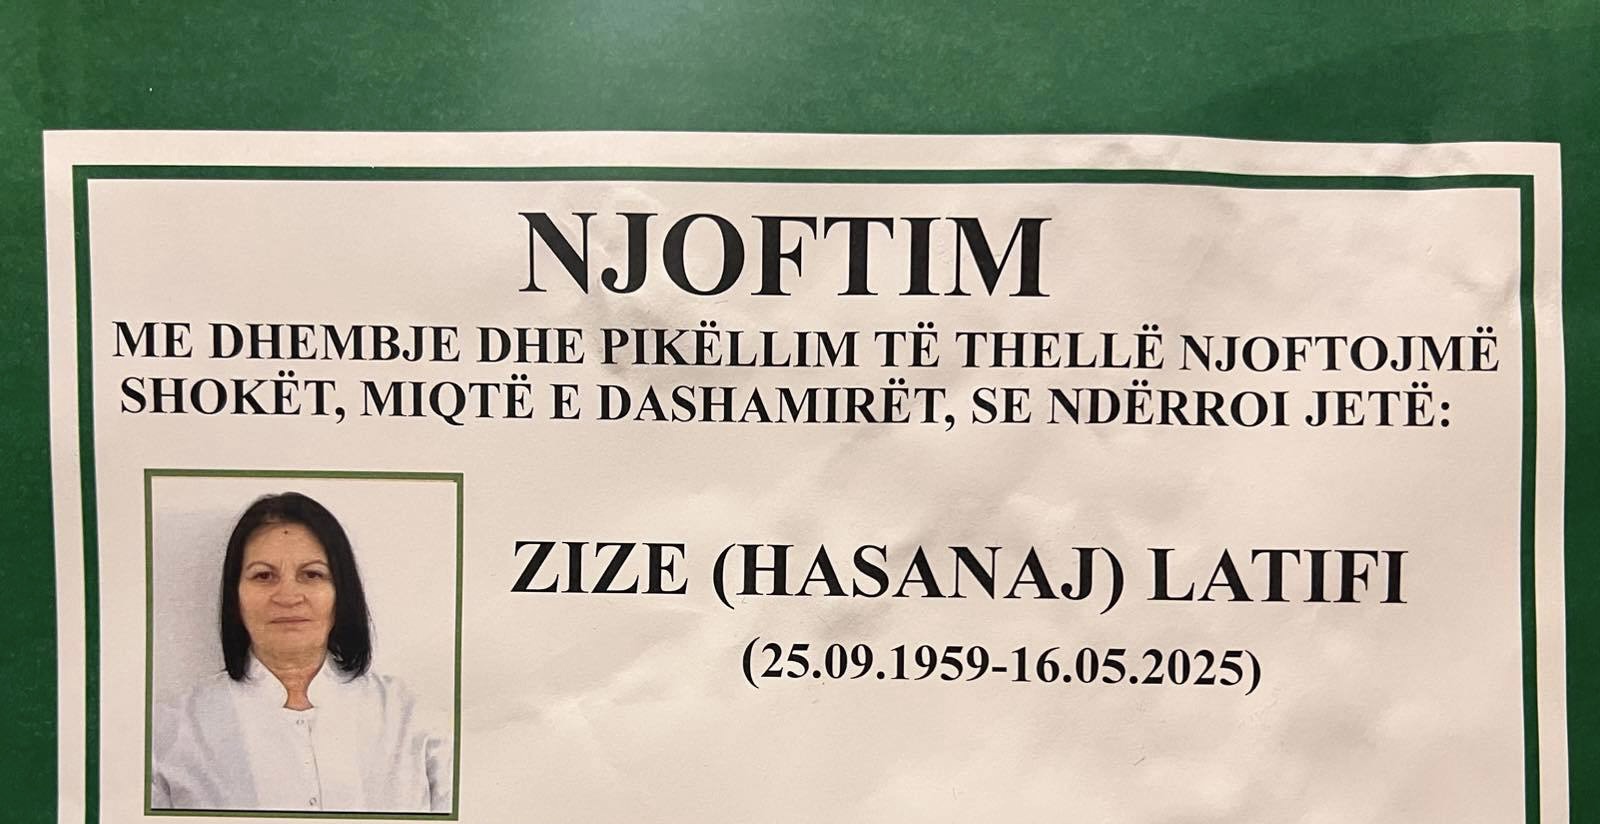 NJOFTIM
ME DHEMBJE DHE PIKËLLIM TË THELLË NJOFTOJMË
SHOKËT, MIQTË E DASHAMIRËT, SE NDËRROI JETË:
ZIZE (HASANAJ) LATIFI
(25.09.1959-16.05.2025)